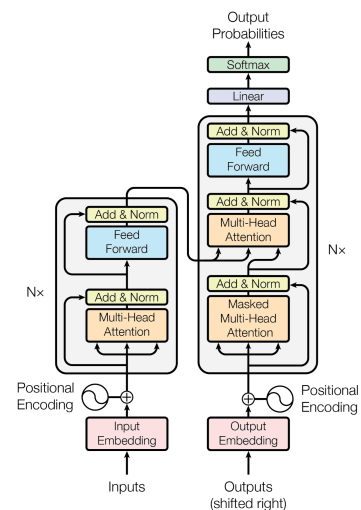 Output
Probabilities
Softmax
Linear
Add & Norm
Feed
Forward
Add & Norm
Multi-Head
Attention
Add & Norm
Masked
Multi-Head
Attention
N×
Add & Norm
Feed
Forward
Add & Norm
Multi-Head
Attention
N×
Positional
Encoding
Positional
Encoding
Input
Embedding
Output
Embedding
Inputs
Outputs
(shifted right)